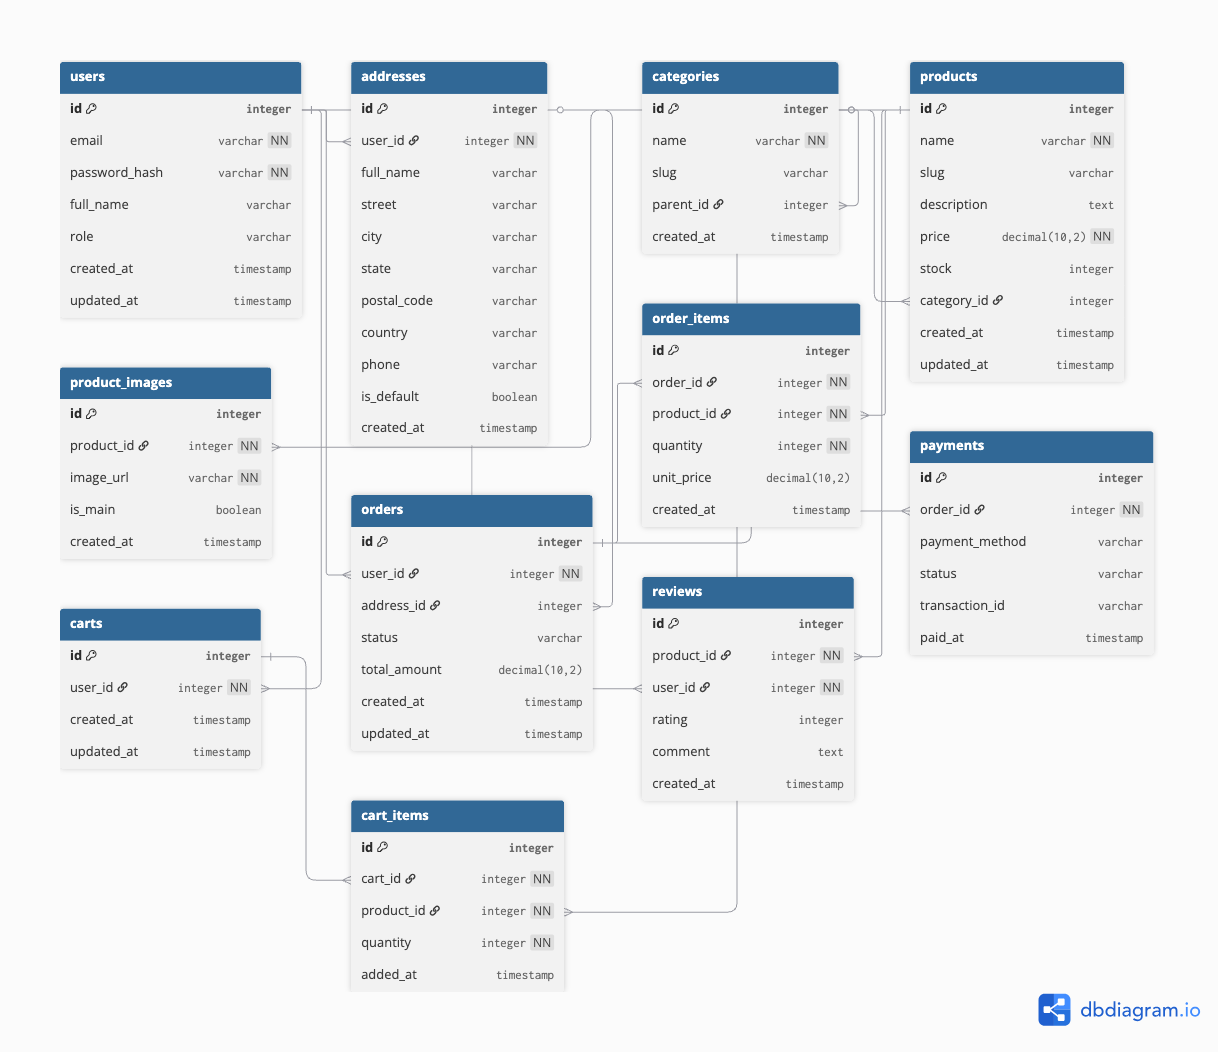 users
id integer
email varchar NN
password_hash varchar NN
full_name varchar
role varchar
created_at timestamp
updated_at timestamp
addresses
id integer
user_id integer NN
full_name varchar
street varchar
city varchar
state varchar
postal_code varchar
country varchar
phone varchar
is_default boolean
created_at timestamp
categories
id integer
name varchar NN
slug varchar
parent_id integer
created_at timestamp
products
id integer
name varchar NN
slug varchar
description text
price decimal(10,2) NN
stock integer
category_id integer
created_at timestamp
updated_at timestamp
product_images
id integer
product_id integer NN
image_url varchar NN
is_main boolean
created_at timestamp
order_items
id integer
order_id integer NN
product_id integer NN
quantity integer NN
unit_price decimal(10,2)
created_at timestamp
payments
id integer
order_id integer NN
payment_method varchar
status varchar
transaction_id varchar
paid_at timestamp
orders
id integer
user_id integer NN
address_id integer
status varchar
total_amount decimal(10,2)
created_at timestamp
updated_at timestamp
reviews
id integer
product_id integer NN
user_id integer NN
rating integer
comment text
created_at timestamp
carts
id integer
user_id integer NN
created_at timestamp
updated_at timestamp
cart_items
id integer
cart_id integer NN
product_id integer NN
quantity integer NN
added_at timestamp
dbdiagram.io